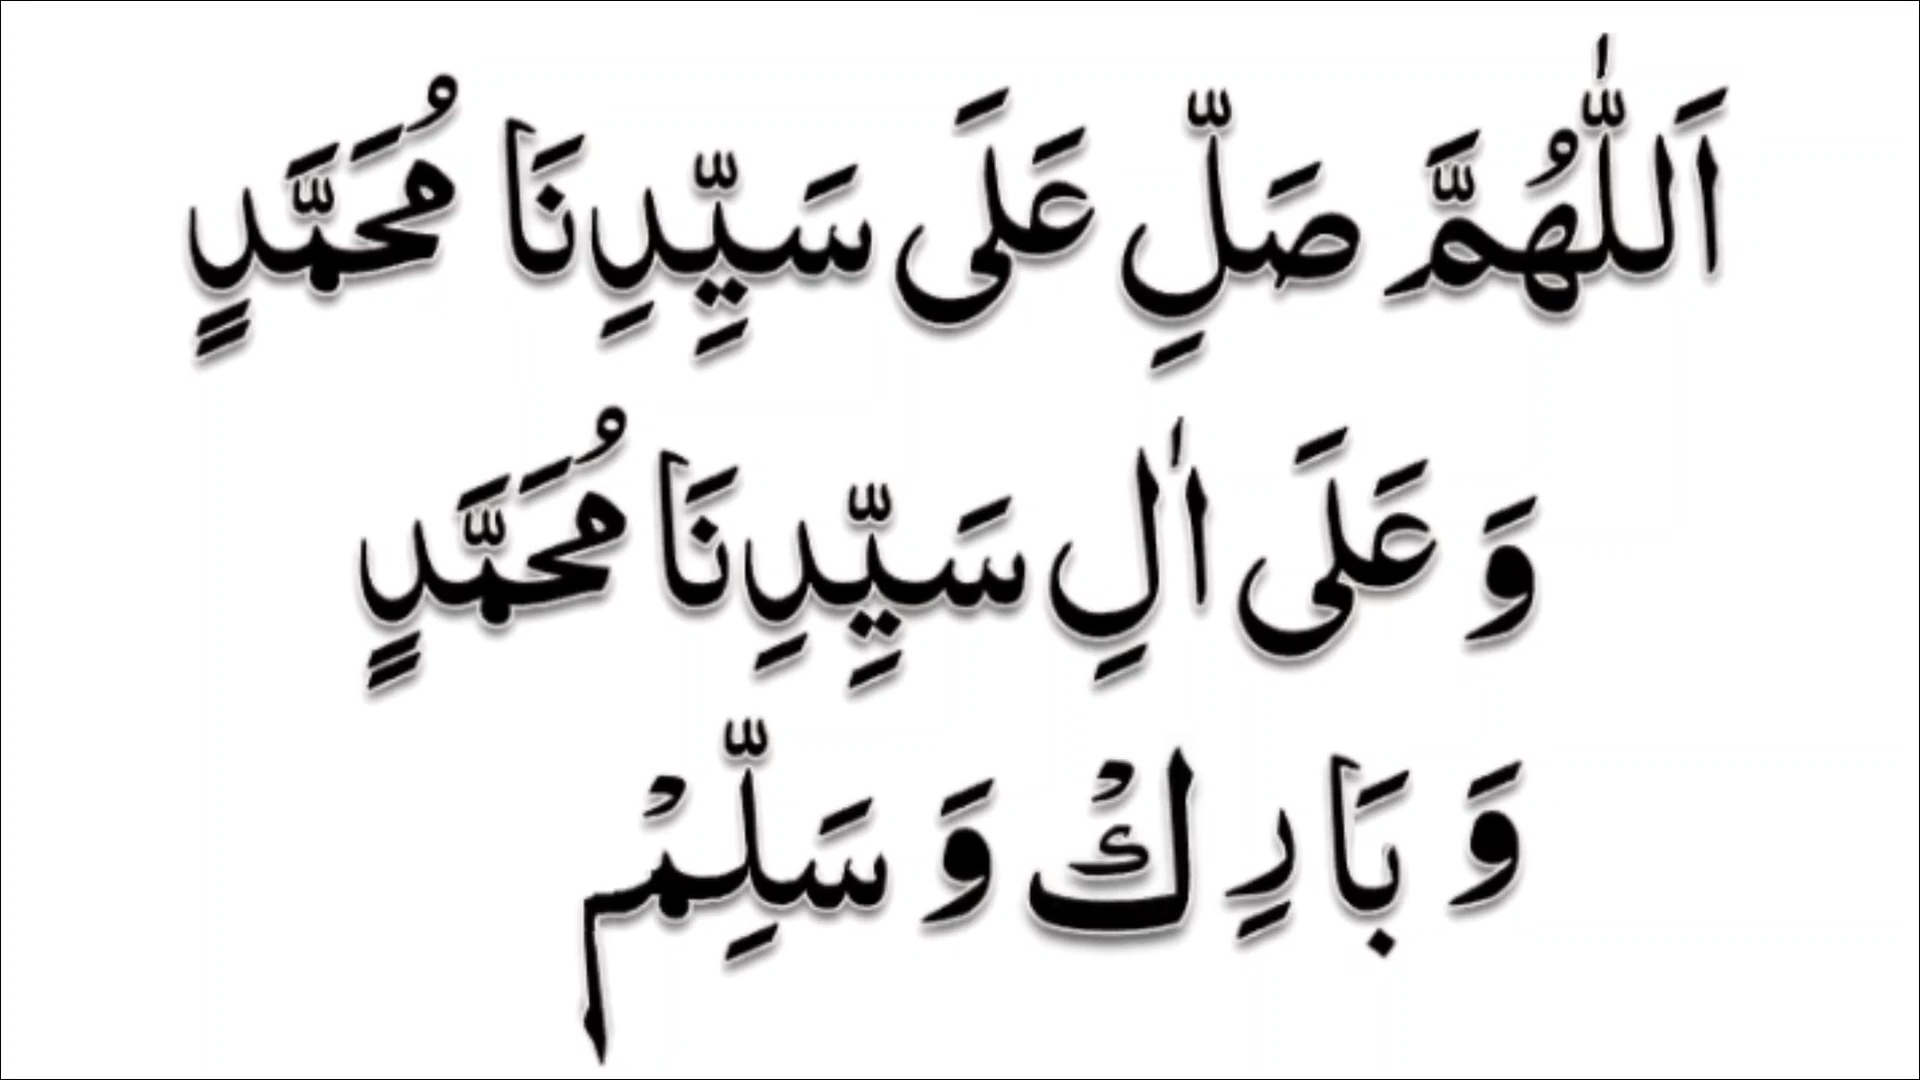 اَللّٰهُمَّ صَلِّ عَلَى سَيِّدِنَا مُحَمَّدٍ
وَ عَلَى اٰلِ سَيِّدِنَا مُحَمَّدٍ
وَ بَارِكْ وَ سَلِّمْ